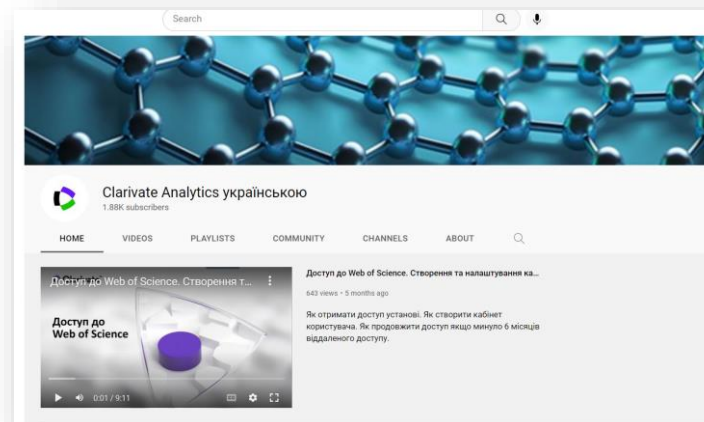 Search
Clarivate Analytics українською
1.88K subscribers
HOME VIDEOS PLAYLISTS COMMUNITY CHANNELS ABOUT
Доступ до Web of Science. Створення т...
Доступ до
Web of Science
0:01 / 9:11
Доступ до Web of Science. Створення та налаштування ка...
643 views • 5 months ago
Як отримати доступ установі. Як створити кабінет
користувача. Як продовжити доступ якщо минуло 6 місяців
віддаленого доступу.